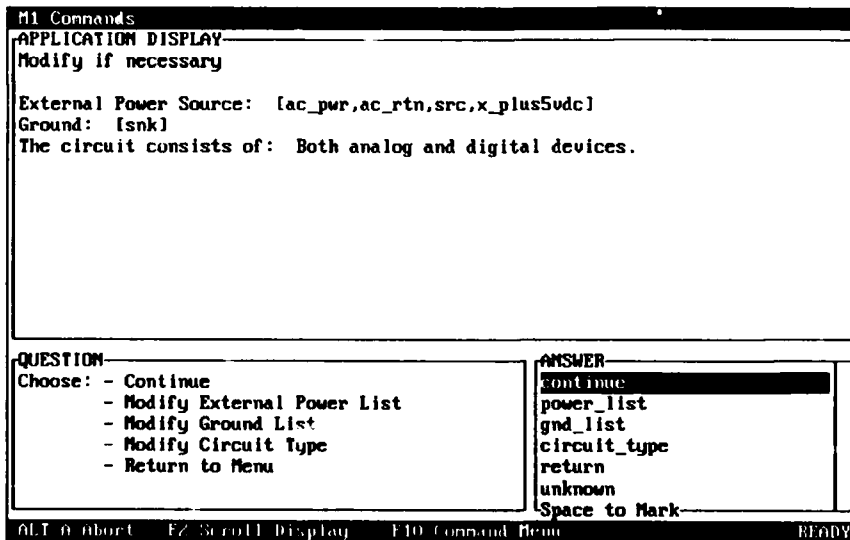 M1 Commands
APPLICATION DISPLAY
Modify if necessary
External Power Source: [ac_pwr,ac_rtn,src,x_plus5vdc]
Ground: [snk]
The circuit consists of: Both analog and digital devices.
QUESTION
Choose: - Continue
- Modify External Power List
- Modify Ground List
- Modify Circuit Type
- Return to Menu
ANSWER
continue
power_list
gnd_list
circuit_type
return
unknown
Space to Mark
ALT A Abort F2 Scroll Display F10 Command Menu READY